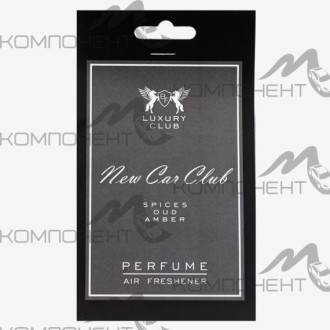 LUXURY
CLUB
New Car Club
SPICES
OUD
AMBER
PERFUME
AIR FRESHENER
КОМПОНЕНТ
КОМПОНЕНТ
КОМПОНЕНТ
КОМПОНЕНТ